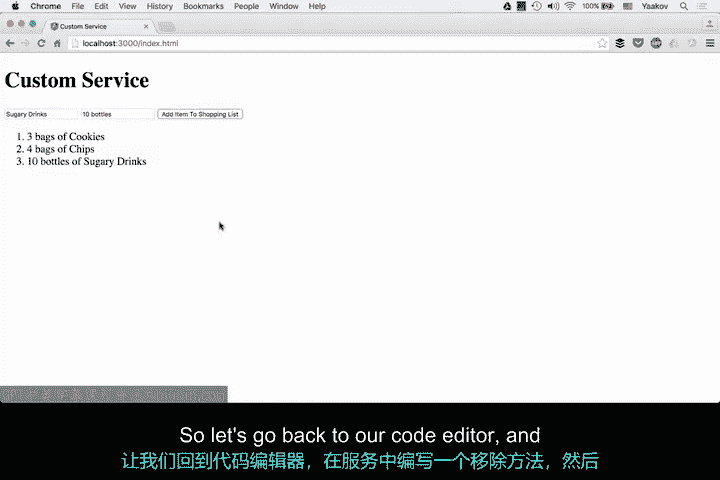 Chrome File Edit View History Bookmarks People Window Help 100% Yaakov
Custom Service
localhost:3000/index.html
Custom Service
Sugary Drinks 10 bottles Add Item To Shopping List
1. 3 bags of Cookies
2. 4 bags of Chips
3. 10 bottles of Sugary Drinks
So let's go back to our code editor, and
让我们回到代码编辑器，在服务中编写一个移除方法，然后